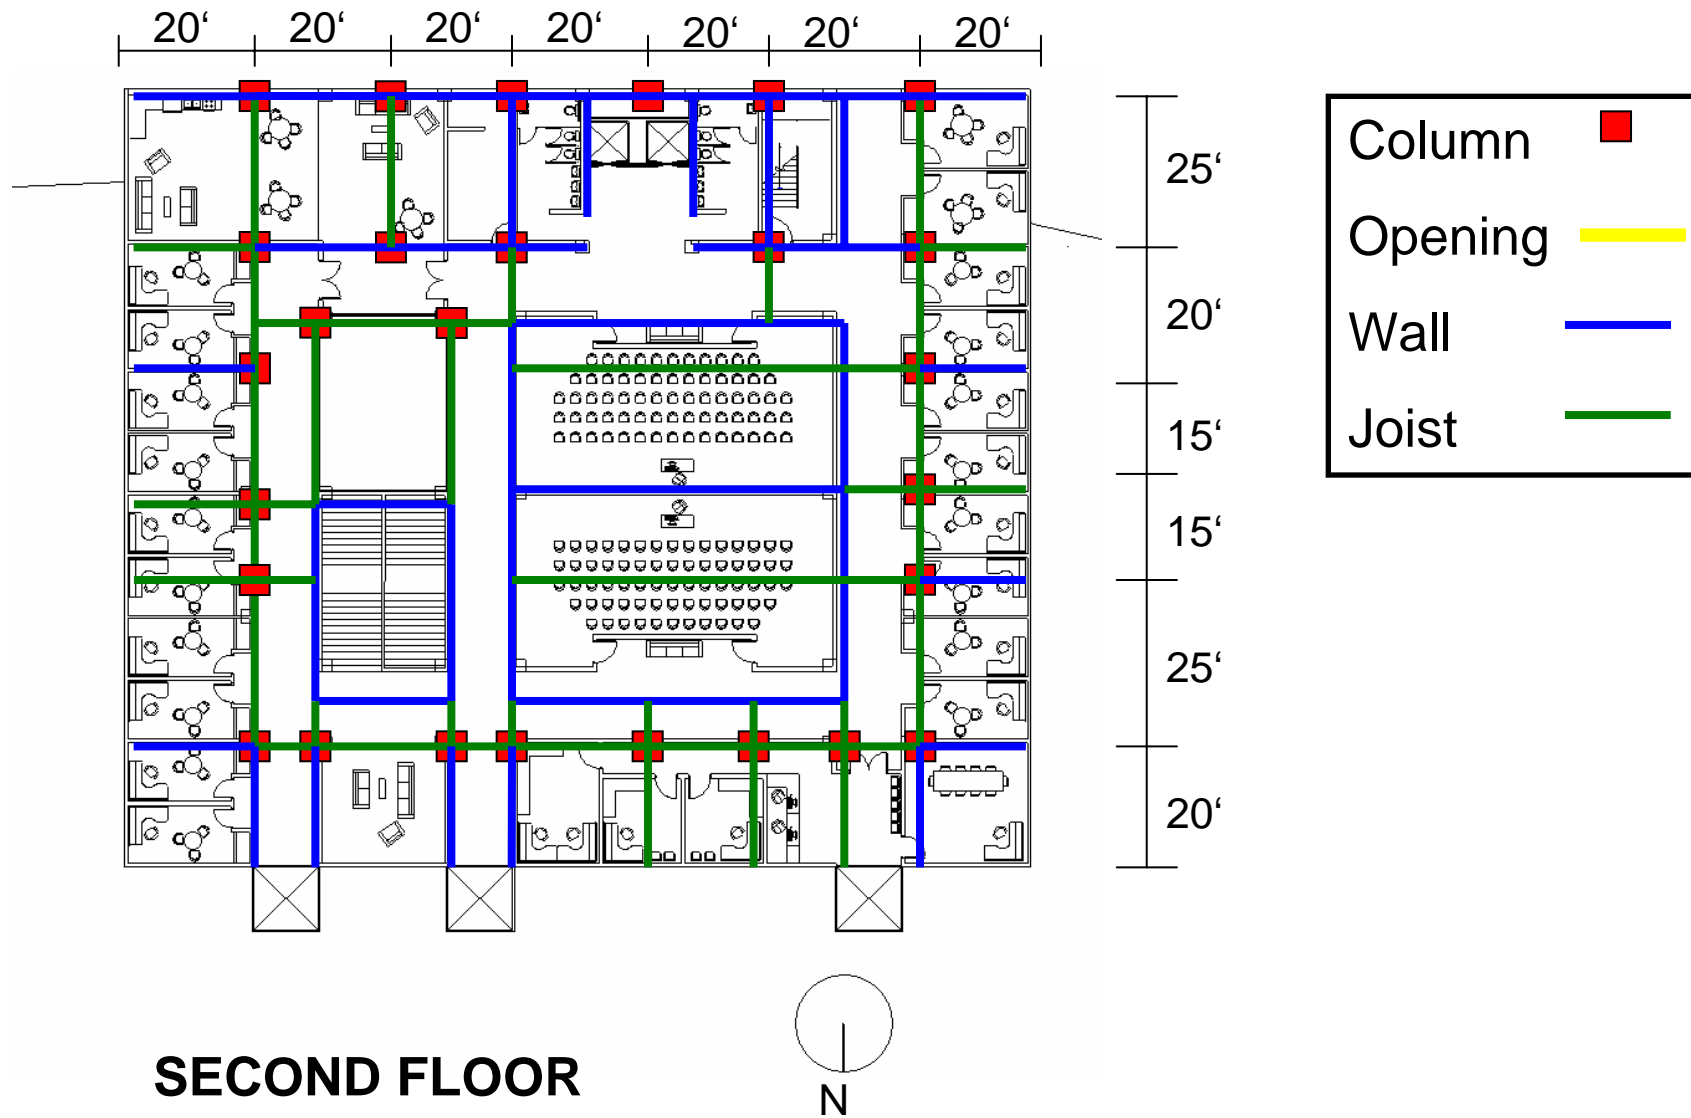 20‘ 20‘ 20‘ 20‘ 20‘ 20‘ 20‘
Column
Opening
Wall
Joist
25‘
20‘
15‘
15‘
25‘
20‘
SECOND FLOOR
N